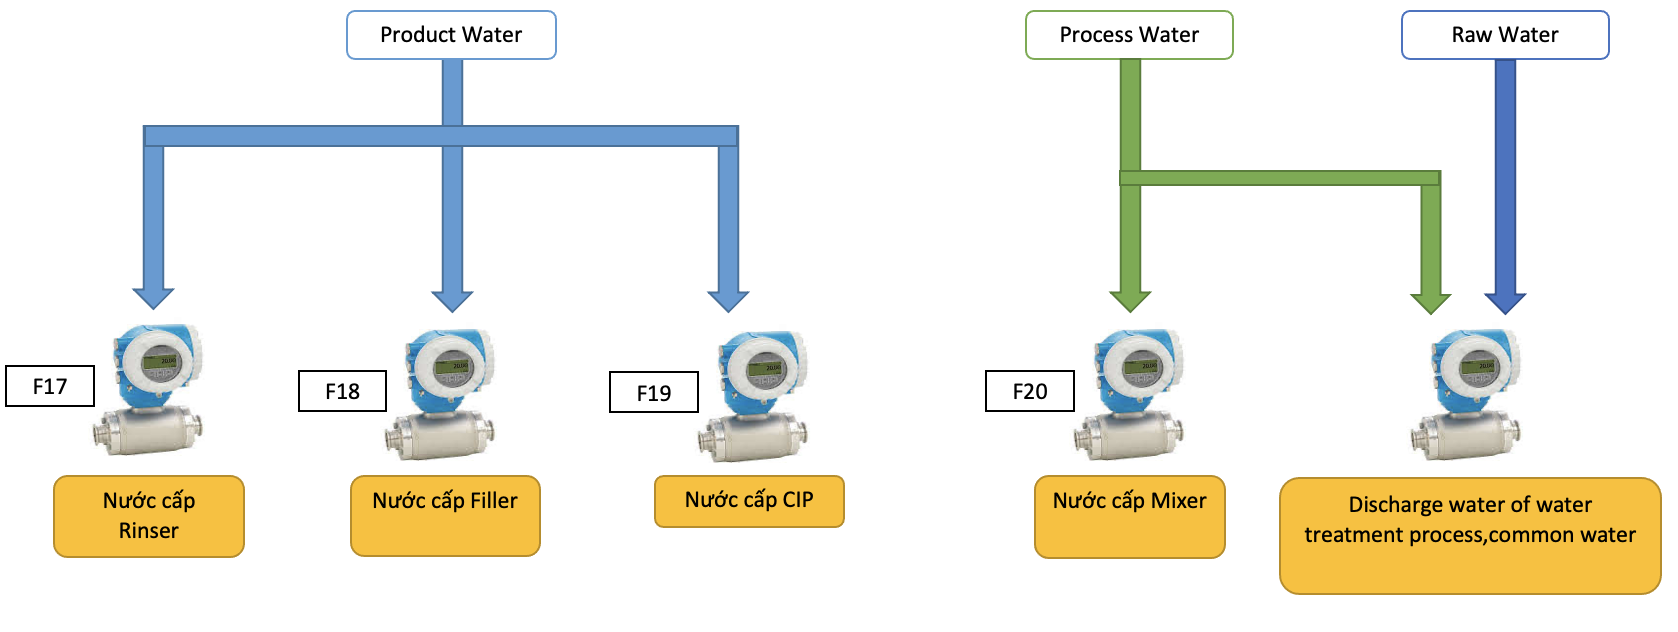 Product Water
Process Water
Raw Water
F17
F18
F19
F20
Nước cấp
Rinser
Nước cấp Filler
Nước cấp CIP
Nước cấp Mixer
Discharge water of water
treatment process,common water